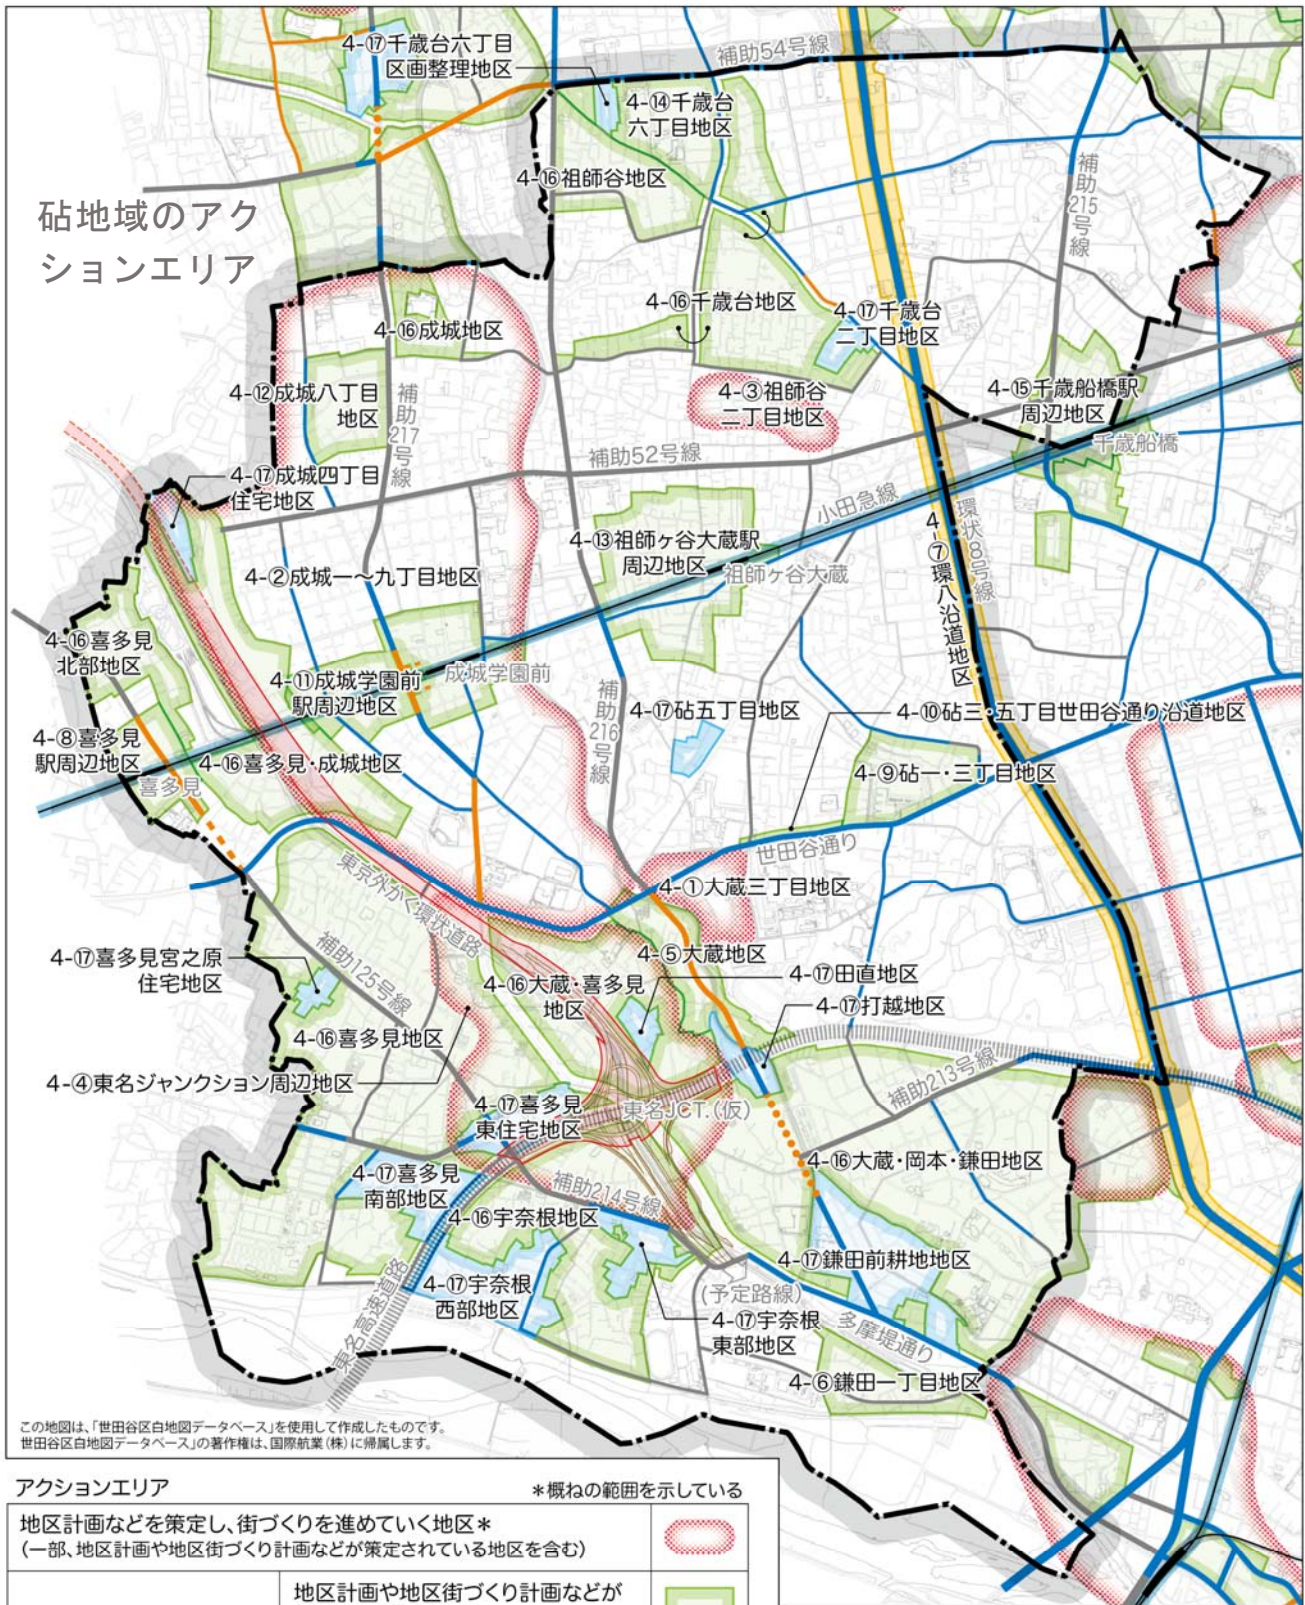 補助54号線
4-⑰千歳台六丁目
区画整理地区
4-⑭千歳台
六丁目地区
4-⑯祖師谷地区
補助215号線
砧地域のアク
ションエリア
4-⑯千歳台地区
4-⑰千歳台
二丁目地区
4-⑯成城地区
4-⑫成城八丁目
地区
補助217号線
4-③祖師谷
二丁目地区
4-⑮千歳船橋駅
周辺地区
千歳船橋
補助52号線
4-⑰成城四丁目
住宅地区
小田急線
環状8号線
4-⑦環八沿道地区
4-⑬祖師ヶ谷大蔵駅
周辺地区
祖師ヶ谷大蔵
4-②成城一～九丁目地区
4-⑯喜多見
北部地区
4-⑪成城学園前
駅周辺地区
成城学園前
補助216号線
4-⑰砧五丁目地区
4-⑩砧三・五丁目世田谷通り沿道地区
4-⑧喜多見
駅周辺地区
喜多見
4-⑯喜多見・成城地区
4-⑨砧一・三丁目地区
世田谷通り
東京外かく環状道路
4-①大蔵三丁目地区
補助125号線
4-⑰喜多見宮之原
住宅地区
4-⑤大蔵地区
4-⑯大蔵・喜多見
地区
4-⑰田直地区
4-⑰打越地区
4-⑯喜多見地区
4-④東名ジャンクション周辺地区
補助213号線
4-⑰喜多見
東住宅地区
東名JCT.(仮)
4-⑯大蔵・岡本・鎌田地区
4-⑰喜多見
南部地区
補助214号線
4-⑯宇奈根地区
4-⑰鎌田前耕地地区
4-⑰宇奈根
西部地区
(予定路線)
4-⑰宇奈根
東部地区
多摩堤通り
東名高速道路
4-⑥鎌田一丁目地区
この地図は、「世田谷区白地図データベース」を使用して作成したものです。
世田谷区白地図データベース」の著作権は、国際航業(株)に帰属します。
アクションエリア
＊概ねの範囲を示している
地区計画などを策定し、街づくりを進めていく地区＊
(一部、地区計画や地区街づくり計画などが策定されている地区を含む)
地区計画や地区街づくり計画などが